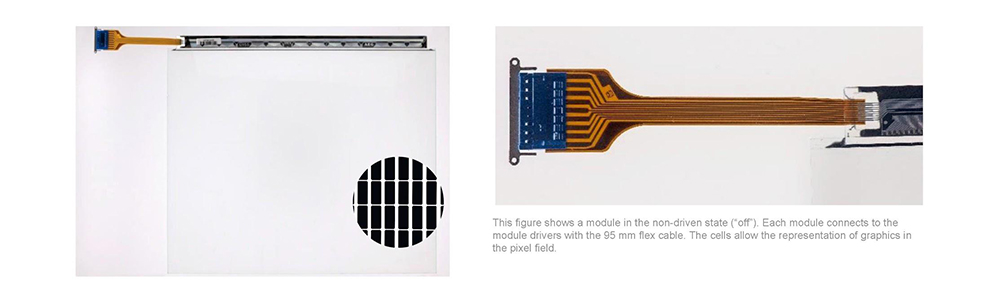 This figure shows a module in the non-driven state (“off”). Each module connects to the
module drivers with the 95 mm flex cable. The cells allow the representation of graphics in
the pixel field.